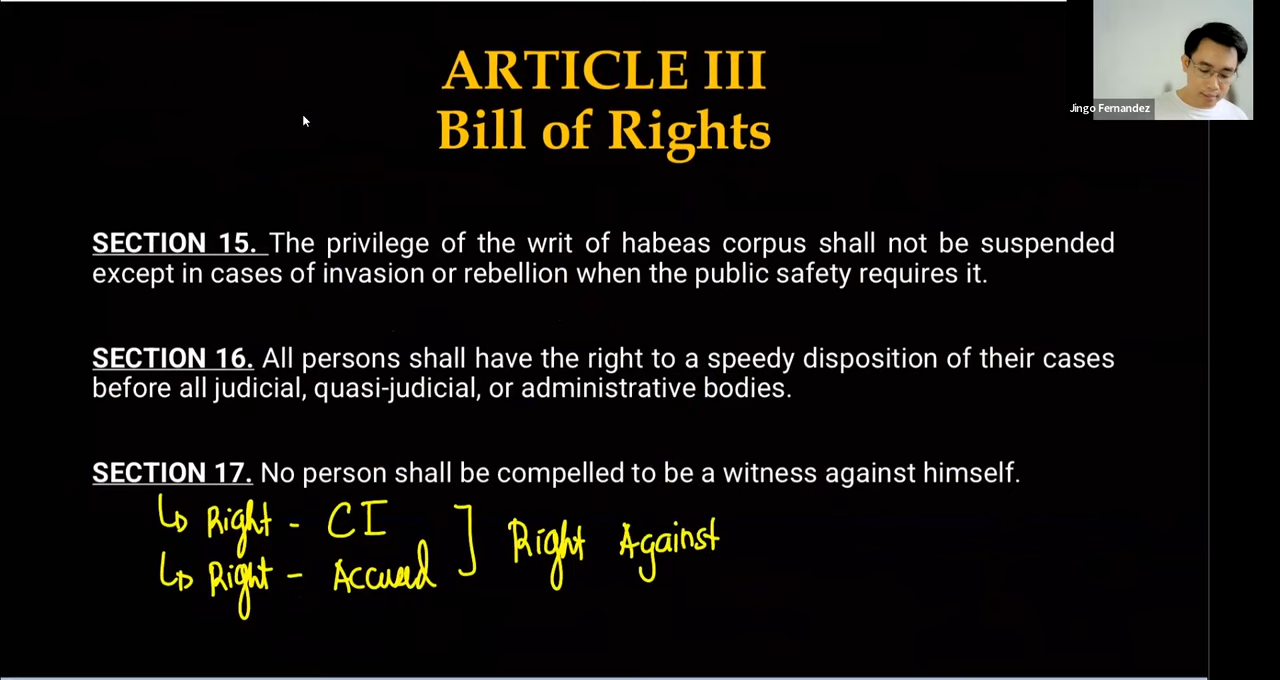 ARTICLE III
Bill of Rights
Jingo Fernandez
SECTION 15. The privilege of the writ of habeas corpus shall not be suspended
except in cases of invasion or rebellion when the public safety requires it.
SECTION 16. All persons shall have the right to a speedy disposition of their cases
before all judicial, quasi-judicial, or administrative bodies.
SECTION 17. No person shall be compelled to be a witness against himself.
↳ Right - CI
↳ Right - Accused ] Right Against